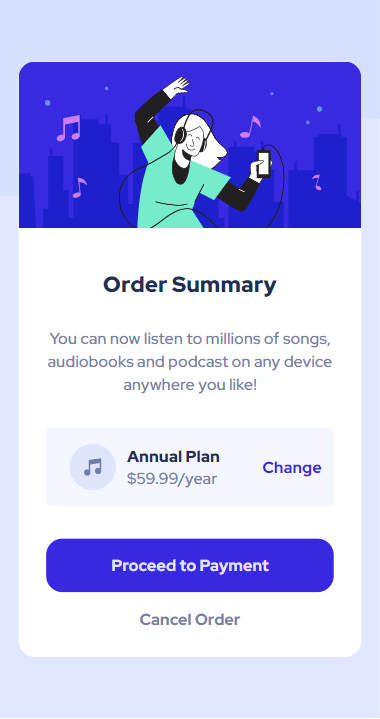 Order Summary
You can now listen to millions of songs,
audiobooks and podcast on any device
anywhere you like!
Annual Plan
$59.99/year
Change
Proceed to Payment
Cancel Order